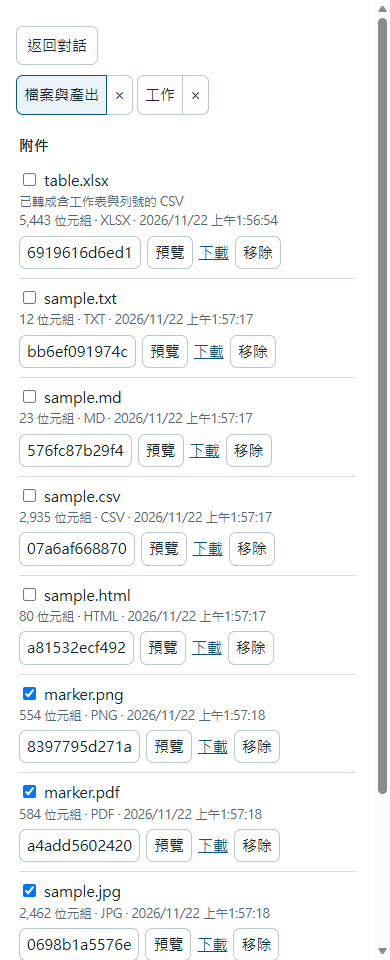 返回對話
檔案與產出 × 工作 ×
附件
table.xlsx
已轉成含工作表與列號的 CSV
5,443 位元組 · XLSX · 2026/11/22 上午1:56:54
6919616d6ed1 預覽 下載 移除
sample.txt
12 位元組 · TXT · 2026/11/22 上午1:57:17
bb6ef091974c 預覽 下載 移除
sample.md
23 位元組 · MD · 2026/11/22 上午1:57:17
576fc87b29f4 預覽 下載 移除
sample.csv
2,935 位元組 · CSV · 2026/11/22 上午1:57:17
07a6af668870 預覽 下載 移除
sample.html
80 位元組 · HTML · 2026/11/22 上午1:57:17
a81532ecf492 預覽 下載 移除
marker.png
554 位元組 · PNG · 2026/11/22 上午1:57:18
8397795d271a 預覽 下載 移除
marker.pdf
584 位元組 · PDF · 2026/11/22 上午1:57:18
a4add5602420 預覽 下載 移除
sample.jpg
2,462 位元組 · JPG · 2026/11/22 上午1:57:18
0698b1a5576e 預覽 下載 移除